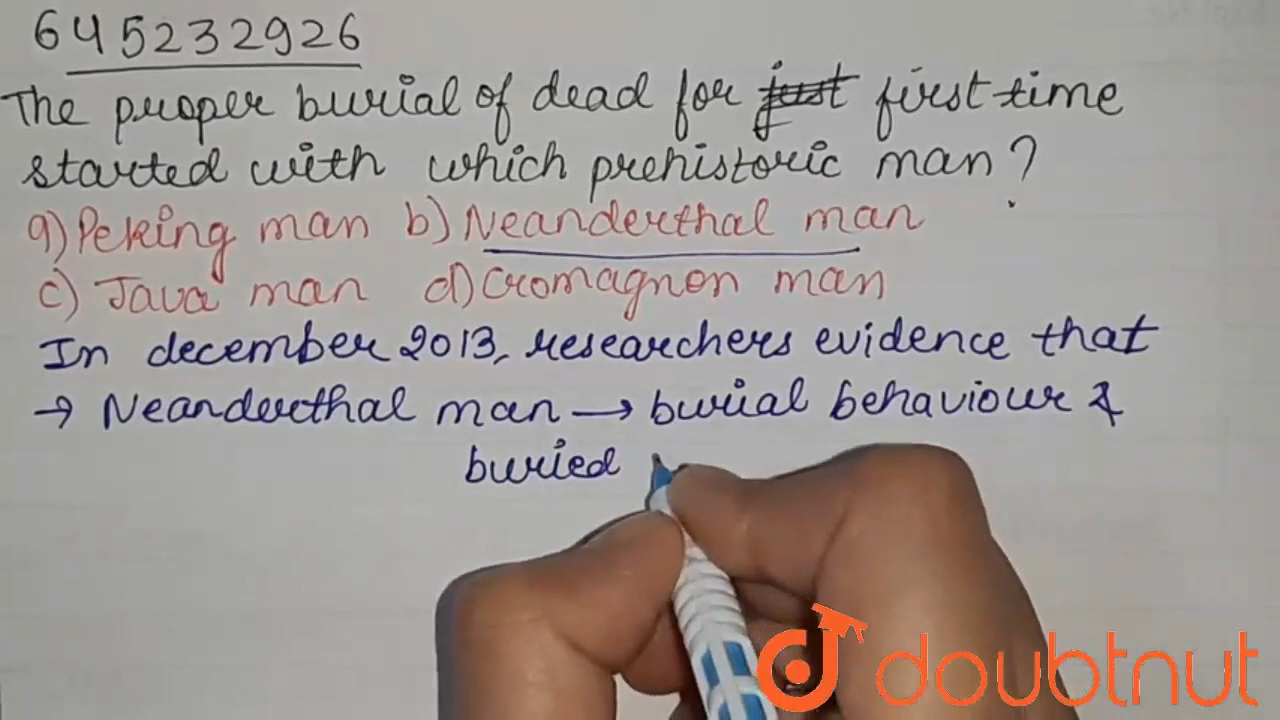 645232926
The proper burial of dead for just first time
started with which prehistoric man?
a) Peking man b) Neanderthal man
c) Java man d) Cromagnon man
In december 2013, researchers evidence that
→ Neanderthal man → burial behaviour &
buried
doubtnut